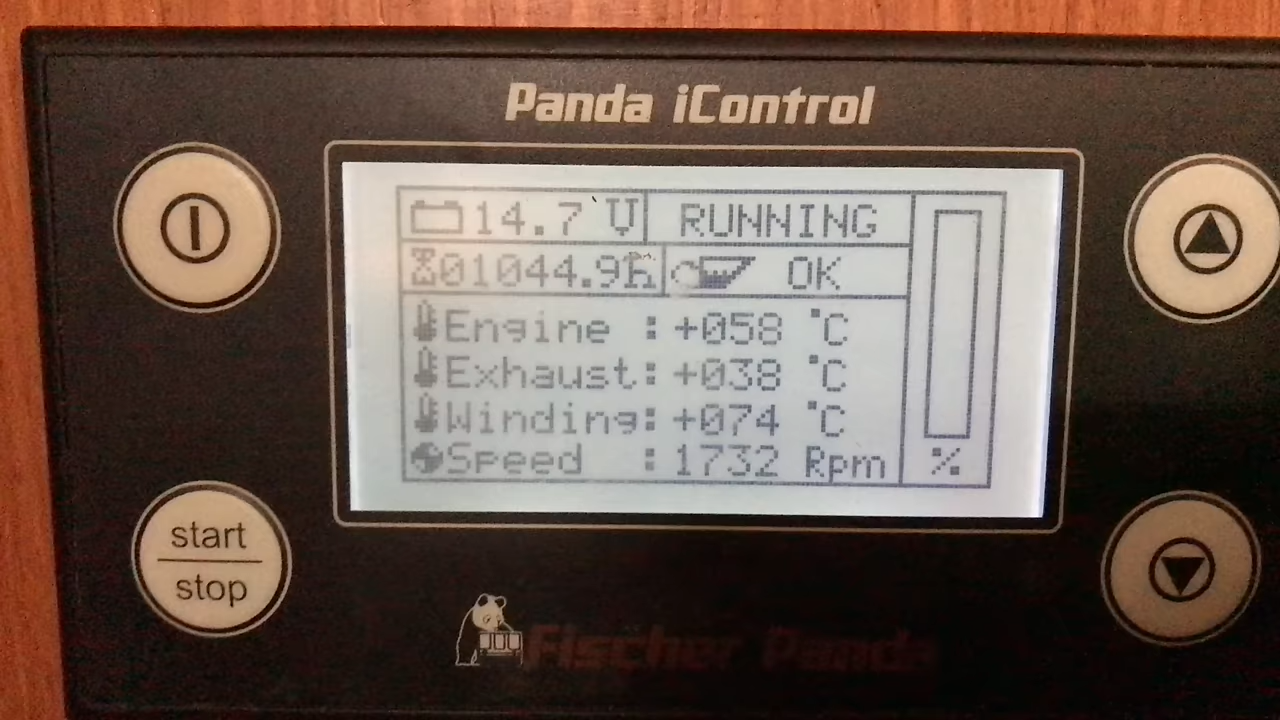 Panda iControl
14.7 V RUNNING
01044.9h OK
Engine : +058 °C
Exhaust: +038 °C
Winding: +074 °C
Speed : 1732 Rpm
%
start
stop
Fischer Panda